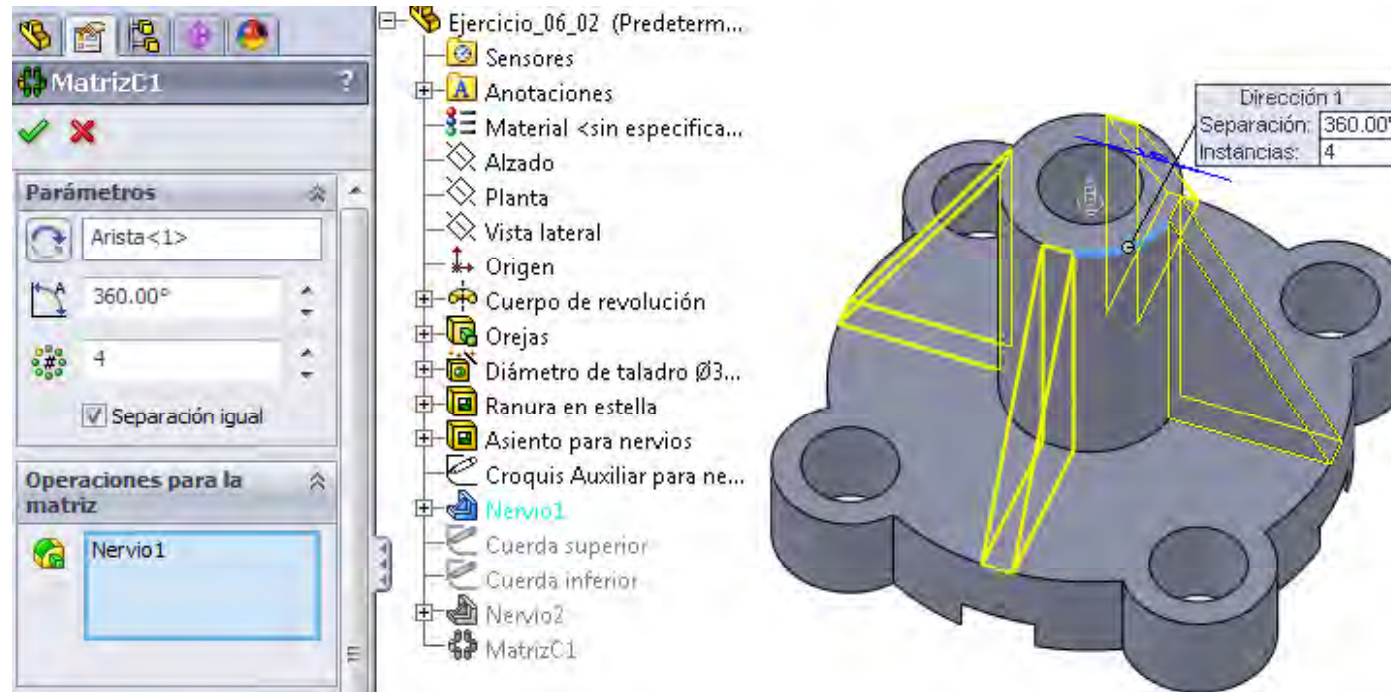 MatrizC1
?
Parámetros
Arista<1>
360.00º
4
Separación igual
Operaciones para la
matriz
Nervio1
Ejercicio_06_02 (Predeterm...
Sensores
A Anotaciones
Material <sin especifica...
Alzado
Planta
Vista lateral
Origen
Cuerpo de revolución
Orejas
Diámetro de taladro Ø3...
Ranura en estella
Asiento para nervios
Croquis Auxiliar para ne...
Nervio1
Cuerda superior
Cuerda inferior
Nervio2
MatrizC1
Dirección 1
Separación: 360.00º
Instancias: 4